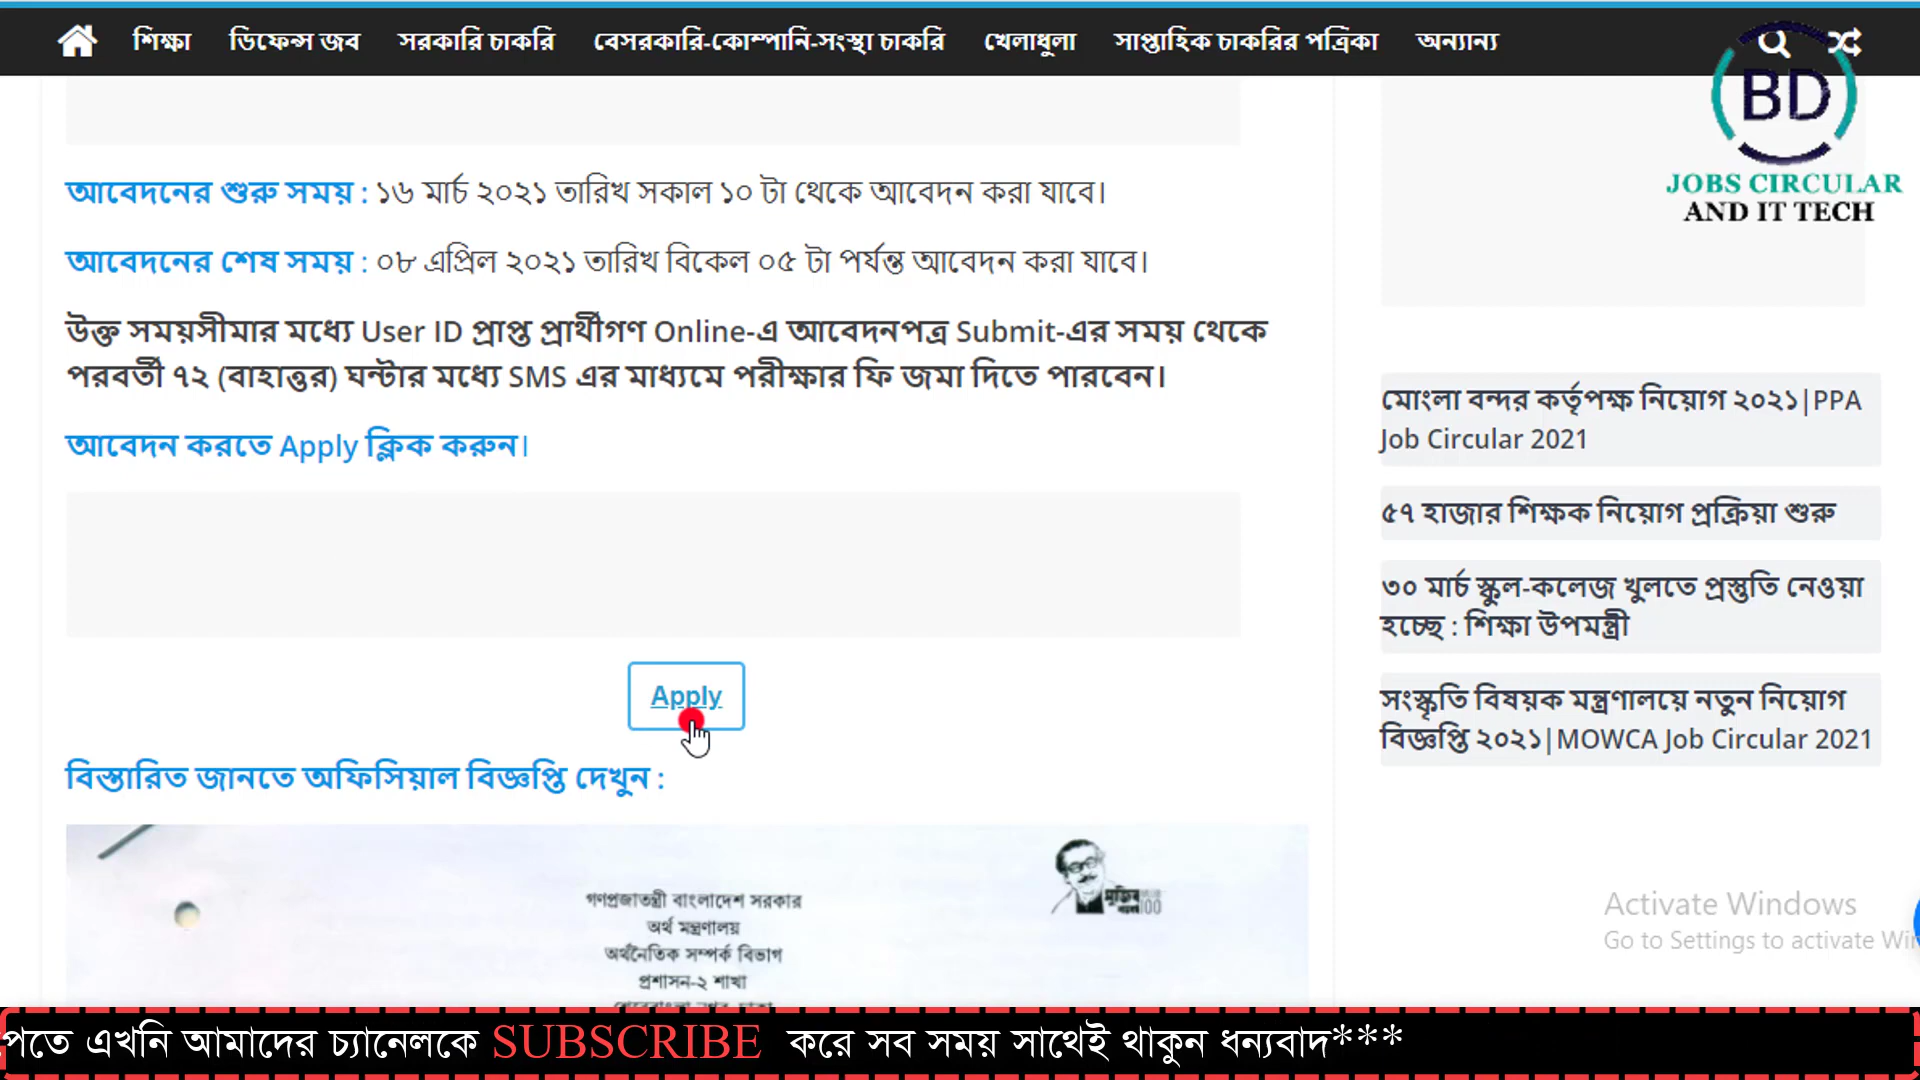 শিক্ষা ডিফেন্স জব সরকারি চাকরি বেসরকারি-কোম্পানি-সংস্থা চাকরি খেলাধুলা সাপ্তাহিক চাকরির পত্রিকা অন্যান্য
BD
JOBS CIRCULAR
AND IT TECH
আবেদনের শুরু সময় : ১৬ মার্চ ২০২১ তারিখ সকাল ১০ টা থেকে আবেদন করা যাবে।
আবেদনের শেষ সময় : ০৮ এপ্রিল ২০২১ তারিখ বিকেল ০৫ টা পর্যন্ত আবেদন করা যাবে।
উক্ত সময়সীমার মধ্যে User ID প্রাপ্ত প্রার্থীগণ Online-এ আবেদনপত্র Submit-এর সময় থেকে
পরবর্তী ৭২ (বাহাত্তর) ঘন্টার মধ্যে SMS এর মাধ্যমে পরীক্ষার ফি জমা দিতে পারবেন।
আবেদন করতে Apply ক্লিক করুন।
Apply
বিস্তারিত জানতে অফিসিয়াল বিজ্ঞপ্তি দেখুন :
গণপ্রজাতন্ত্রী বাংলাদেশ সরকার
অর্থ মন্ত্রণালয়
অর্থনৈতিক সম্পর্ক বিভাগ
প্রশাসন-২ শাখা
মুজিব
100
মোংলা বন্দর কর্তৃপক্ষ নিয়োগ ২০২১|PPA
Job Circular 2021
৫৭ হাজার শিক্ষক নিয়োগ প্রক্রিয়া শুরু
৩০ মার্চ স্কুল-কলেজ খুলতে প্রস্তুতি নেওয়া
হচ্ছে : শিক্ষা উপমন্ত্রী
সংস্কৃতি বিষয়ক মন্ত্রণালয়ে নতুন নিয়োগ
বিজ্ঞপ্তি ২০২১|MOWCA Job Circular 2021
Activate Windows
Go to Settings to activate Wi
পেতে এখনি আমাদের চ্যানেলকে SUBSCRIBE করে সব সময় সাথেই থাকুন ধন্যবাদ***